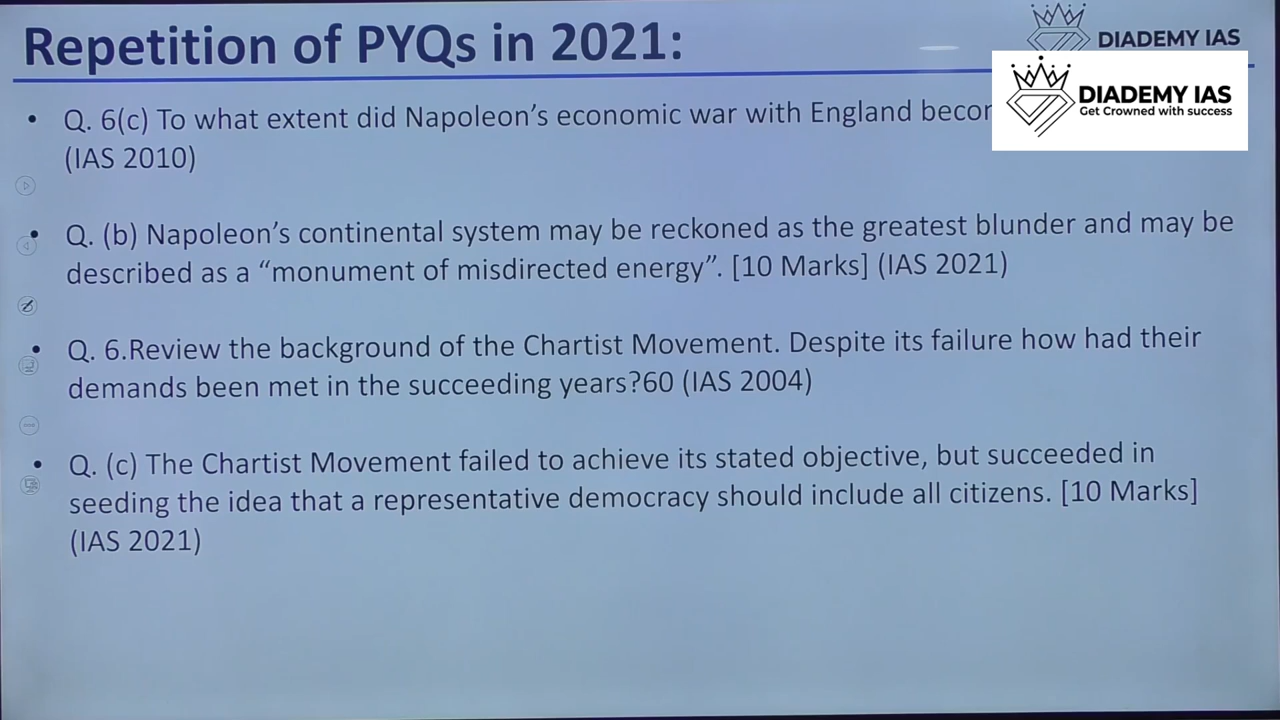 Repetition of PYQs in 2021:
DIADEMY IAS
DIADEMY IAS
Get Crowned with success
• Q. 6(c) To what extent did Napoleon’s economic war with England
(IAS 2010)
• Q. (b) Napoleon’s continental system may be reckoned as the greatest blunder and may be
described as a “monument of misdirected energy”. [10 Marks] (IAS 2021)
• Q. 6.Review the background of the Chartist Movement. Despite its failure how had their
demands been met in the succeeding years?60 (IAS 2004)
• Q. (c) The Chartist Movement failed to achieve its stated objective, but succeeded in
seeding the idea that a representative democracy should include all citizens. [10 Marks]
(IAS 2021)